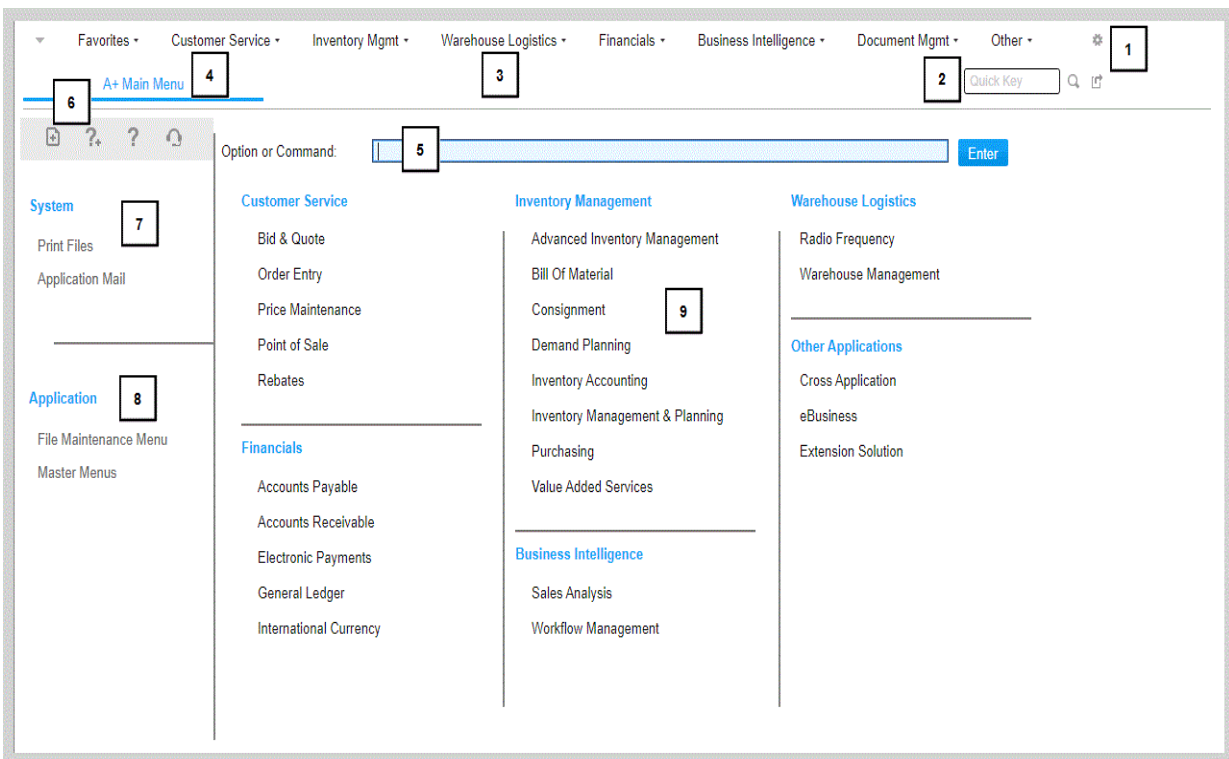 Favorites Customer Service Inventory Mgmt Warehouse Logistics Financials Business Intelligence Document Mgmt Other 1
A+ Main Menu 4 3 2 Quick Key
6
?+ ?
Option or Command: 5 Enter
System
7
Print Files
Application Mail
Application 8
File Maintenance Menu
Master Menus
Customer Service
Bid & Quote
Order Entry
Price Maintenance
Point of Sale
Rebates
Financials
Accounts Payable
Accounts Receivable
Electronic Payments
General Ledger
International Currency
Inventory Management
Advanced Inventory Management
Bill Of Material
Consignment 9
Demand Planning
Inventory Accounting
Inventory Management & Planning
Purchasing
Value Added Services
Business Intelligence
Sales Analysis
Workflow Management
Warehouse Logistics
Radio Frequency
Warehouse Management
Other Applications
Cross Application
eBusiness
Extension Solution